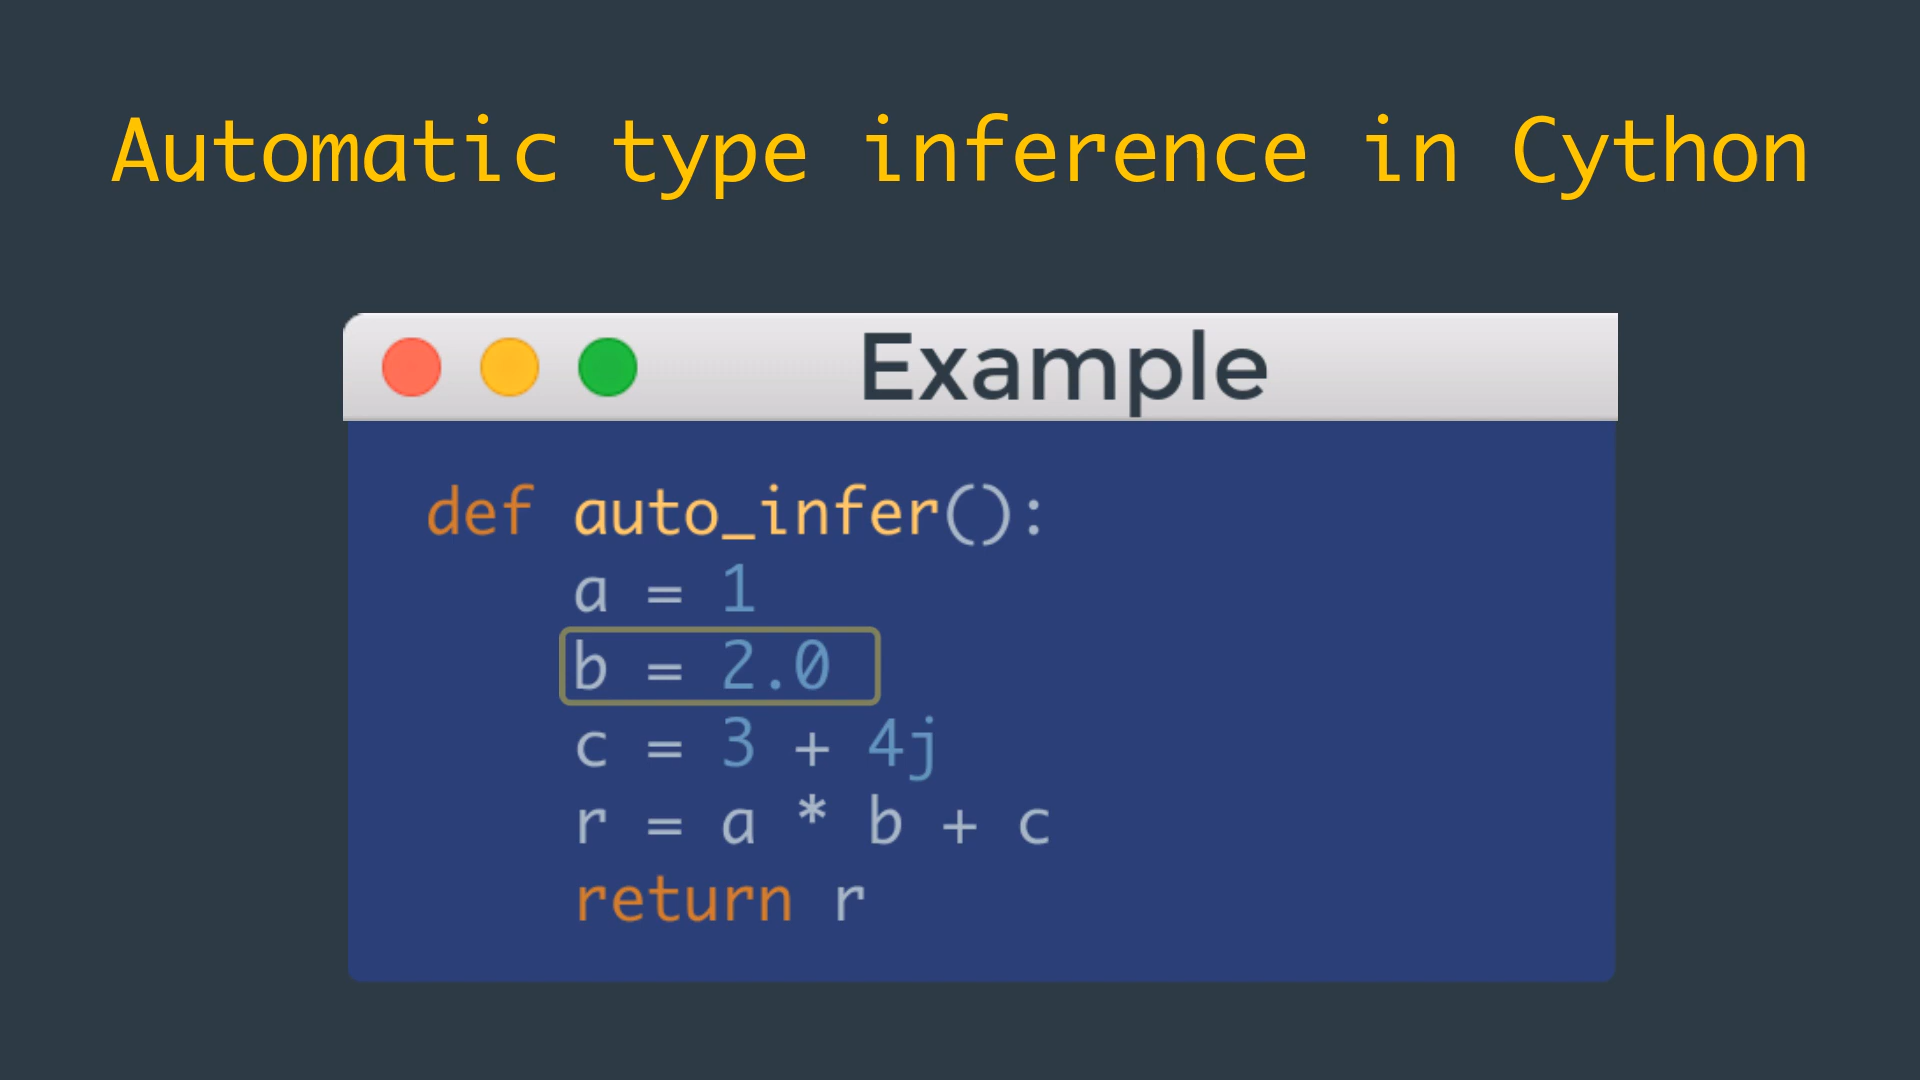 Automatic type inference in Cython
Example
def auto_infer():
    a = 1
    b = 2.0
    c = 3 + 4j
    r = a * b + c
    return r